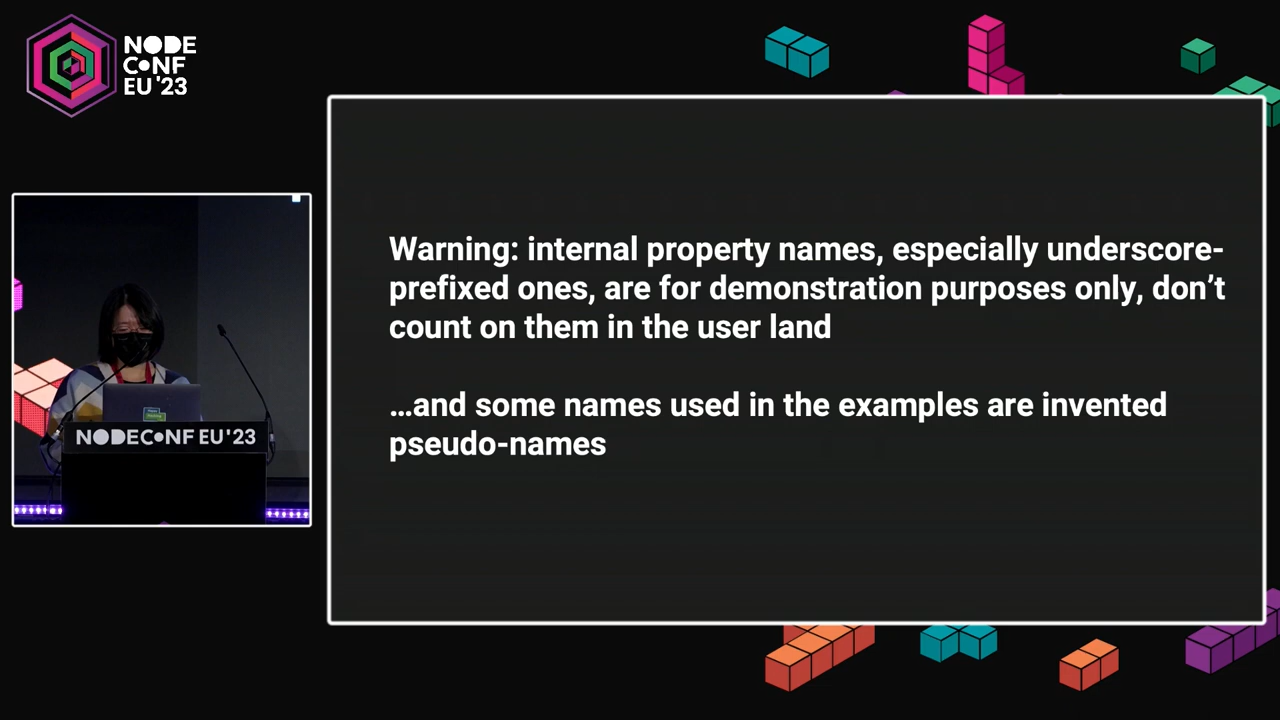 NODE
CONF
EU '23
Warning: internal property names, especially underscore-
prefixed ones, are for demonstration purposes only, don’t
count on them in the user land
…and some names used in the examples are invented
pseudo-names
NODECONF EU'23